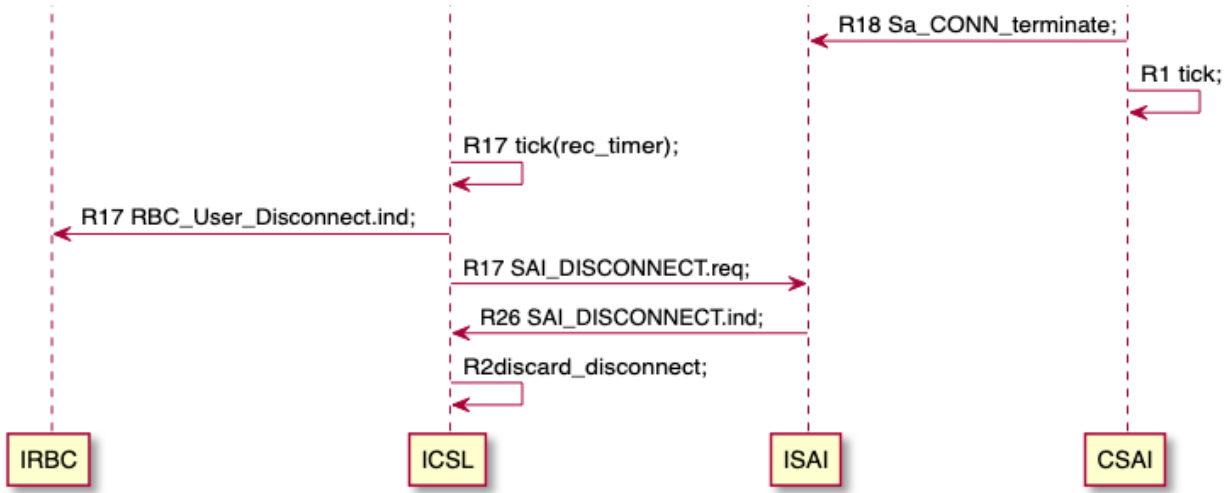 R18 Sa_CONN_terminate;
R1 tick;
R17 tick(rec_timer);
R17 RBC_User_Disconnect.ind;
R17 SAI_DISCONNECT.req;
R26 SAI_DISCONNECT.ind;
R2discard_disconnect;
IRBC
ICSL
ISAI
CSAI